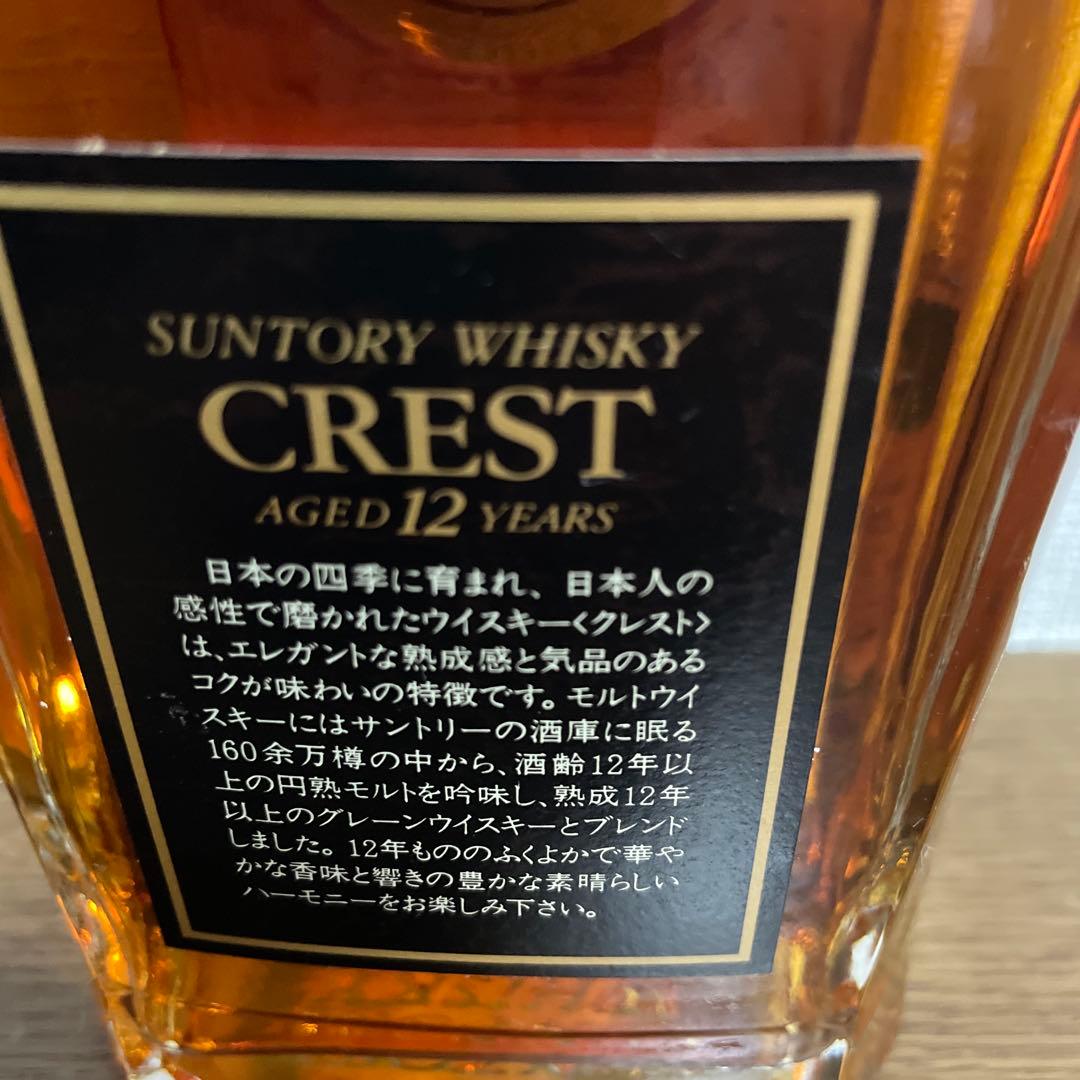 SUNTORY WHISKY
CREST
AGED 12 YEARS
日本の四季に育まれ、日本人の
感性で磨かれたウイスキー〈クレスト〉
は、エレガントな熟成感と気品のある
コクが味わいの特徴です。モルトウイ
スキーにはサントリーの酒庫に眠る
160余万樽の中から、酒齢12年以
上の円熟モルトを吟味し、熟成12年
以上のグレーンウイスキーとブレンド
しました。12年もののふくよかで華や
かな香味と響きの豊かな素晴らしい
ハーモニーをお楽しみ下さい。